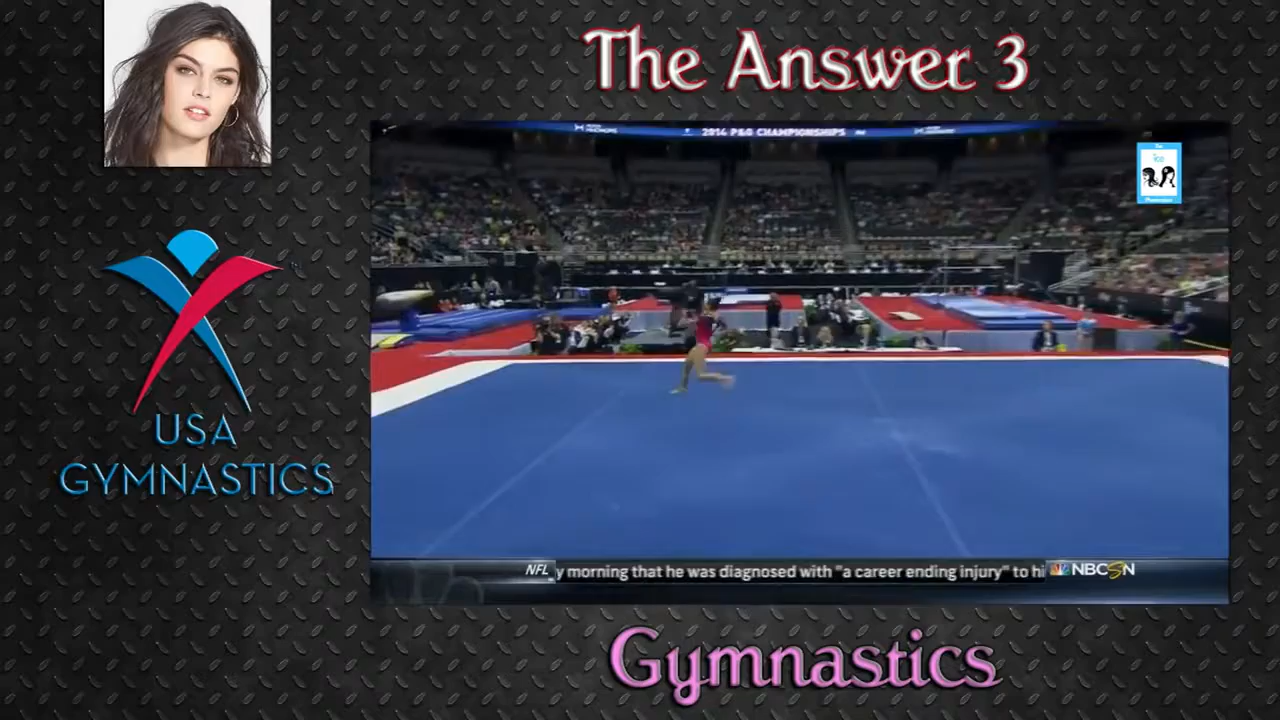 The Answer 3
2014 P&G CHAMPIONSHIPS
ice
USA
GYMNASTICS
NFL y morning that he was diagnosed with "a career ending injury" to hi NBCSN
Gymnastics